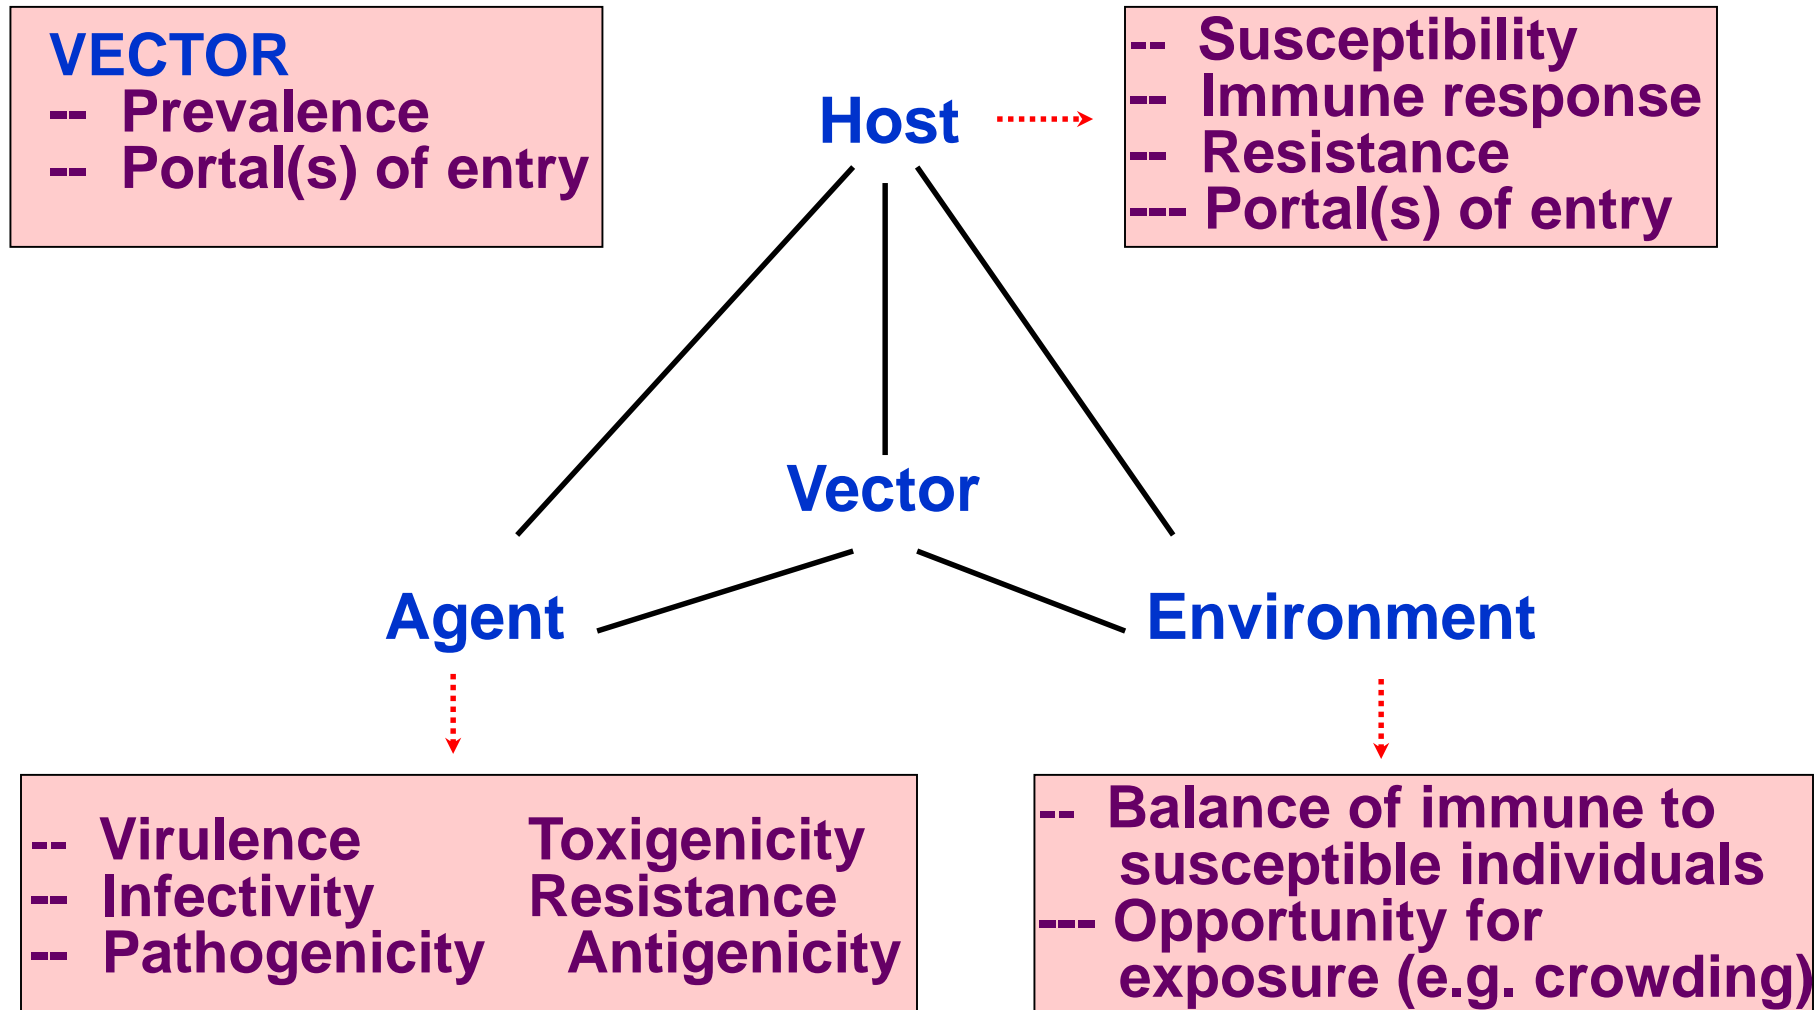 VECTOR
-- Prevalence
-- Portal(s) of entry
Host
-- Susceptibility
-- Immune response
-- Resistance
--- Portal(s) of entry
Vector
Agent
Environment
-- Virulence Toxigenicity
-- Infectivity Resistance
-- Pathogenicity Antigenicity
-- Balance of immune to
susceptible individuals
--- Opportunity for
exposure (e.g. crowding)